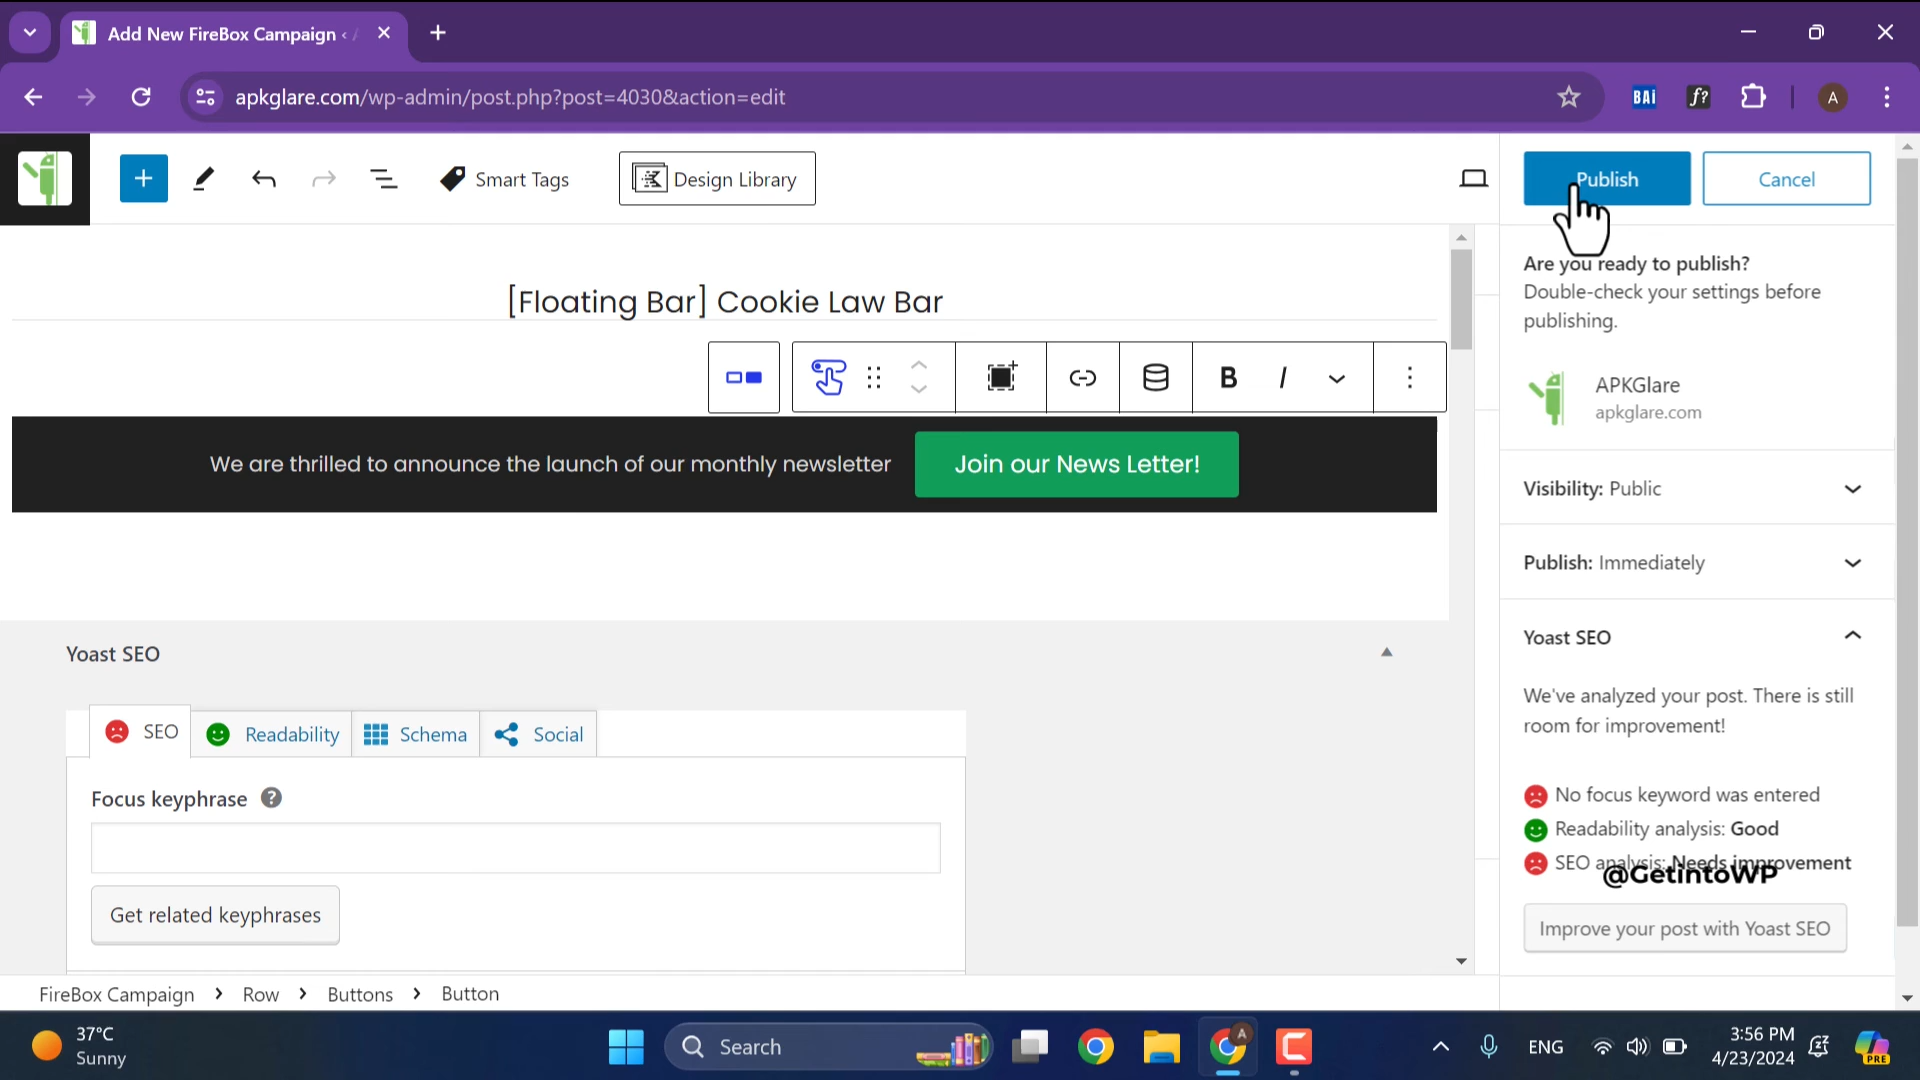 Add New FireBox Campaign ‹
apkglare.com/wp-admin/post.php?post=4030&action=edit
BAi
f?
A
Smart Tags
Design Library
Publish
Cancel
[Floating Bar] Cookie Law Bar
B I
We are thrilled to announce the launch of our monthly newsletter
Join our News Letter!
Are you ready to publish?
Double-check your settings before
publishing.
APKGlare
apkglare.com
Visibility: Public
Publish: Immediately
Yoast SEO
We've analyzed your post. There is still
room for improvement!
No focus keyword was entered
Readability analysis: Good
SEO analysis: Needs improvement
@GetintoWP
Improve your post with Yoast SEO
Yoast SEO
SEO
Readability
Schema
Social
Focus keyphrase ?
Get related keyphrases
FireBox Campaign › Row › Buttons › Button
37°C
Sunny
Search
A
ENG
3:56 PM
4/23/2024
PRE